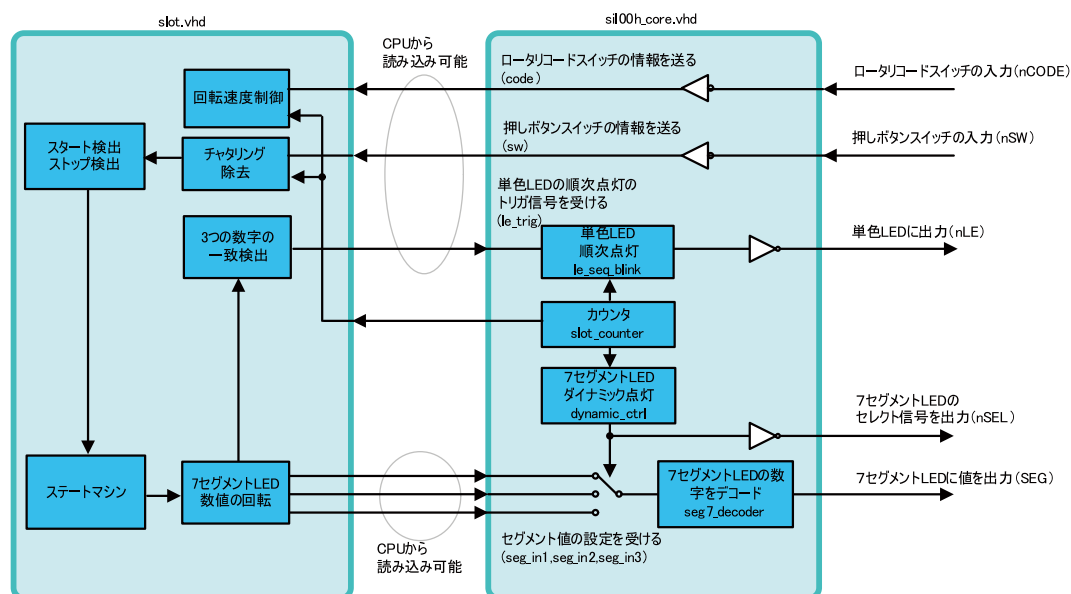 slot.vhd
sil00h_core.vhd
CPUから
読み込み可能
ロータリコードスイッチの情報を送る
(code)
ロータリコードスイッチの入力(nCODE)
回転速度制御
押しボタンスイッチの情報を送る
(sw)
押しボタンスイッチの入力(nSW)
スタート検出
ストップ検出
チャタリング
除去
単色LEDの順次点灯の
トリガ信号を受ける
(le_trig)
3つの数字の
一致検出
単色LED
順次点灯
le_seq_blink
単色LEDに出力(nLE)
カウンタ
slot_counter
7セグメントLED
ダイナミック点灯
dynamic_ctrl
7セグメントLEDの
セレクト信号を出力(nSEL)
ステートマシン
7セグメントLED
数値の回転
7セグメントLEDの数
字をデコード
seg7_decoder
7セグメントLEDに値を出力(SEG)
CPUから
読み込み可能
セグメント値の設定を受ける
(seg_in1,seg_in2,seg_in3)